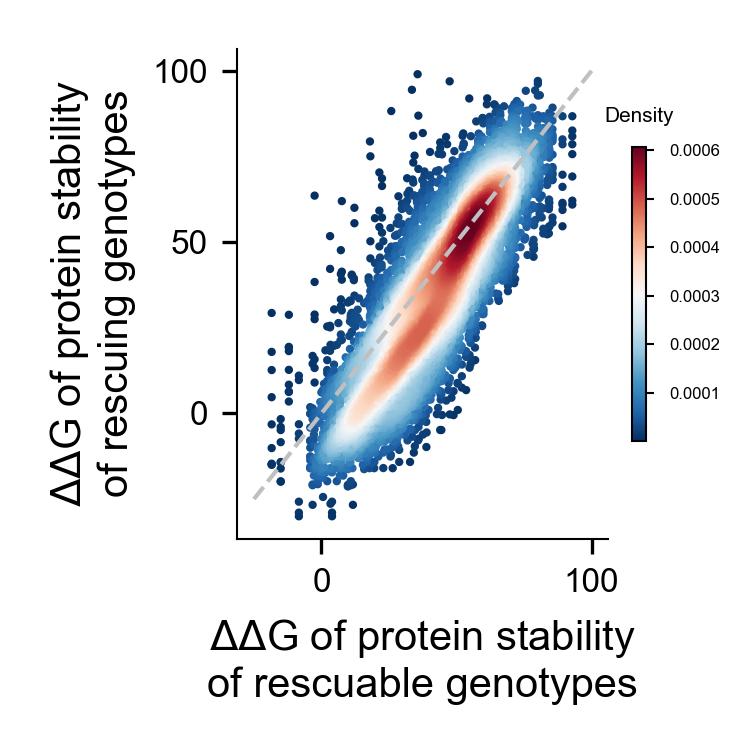 ΔΔG of protein stability
of rescuing genotypes
100
50
0
0
100
ΔΔG of protein stability
of rescuable genotypes
Density
0.0006
0.0005
0.0004
0.0003
0.0002
0.0001